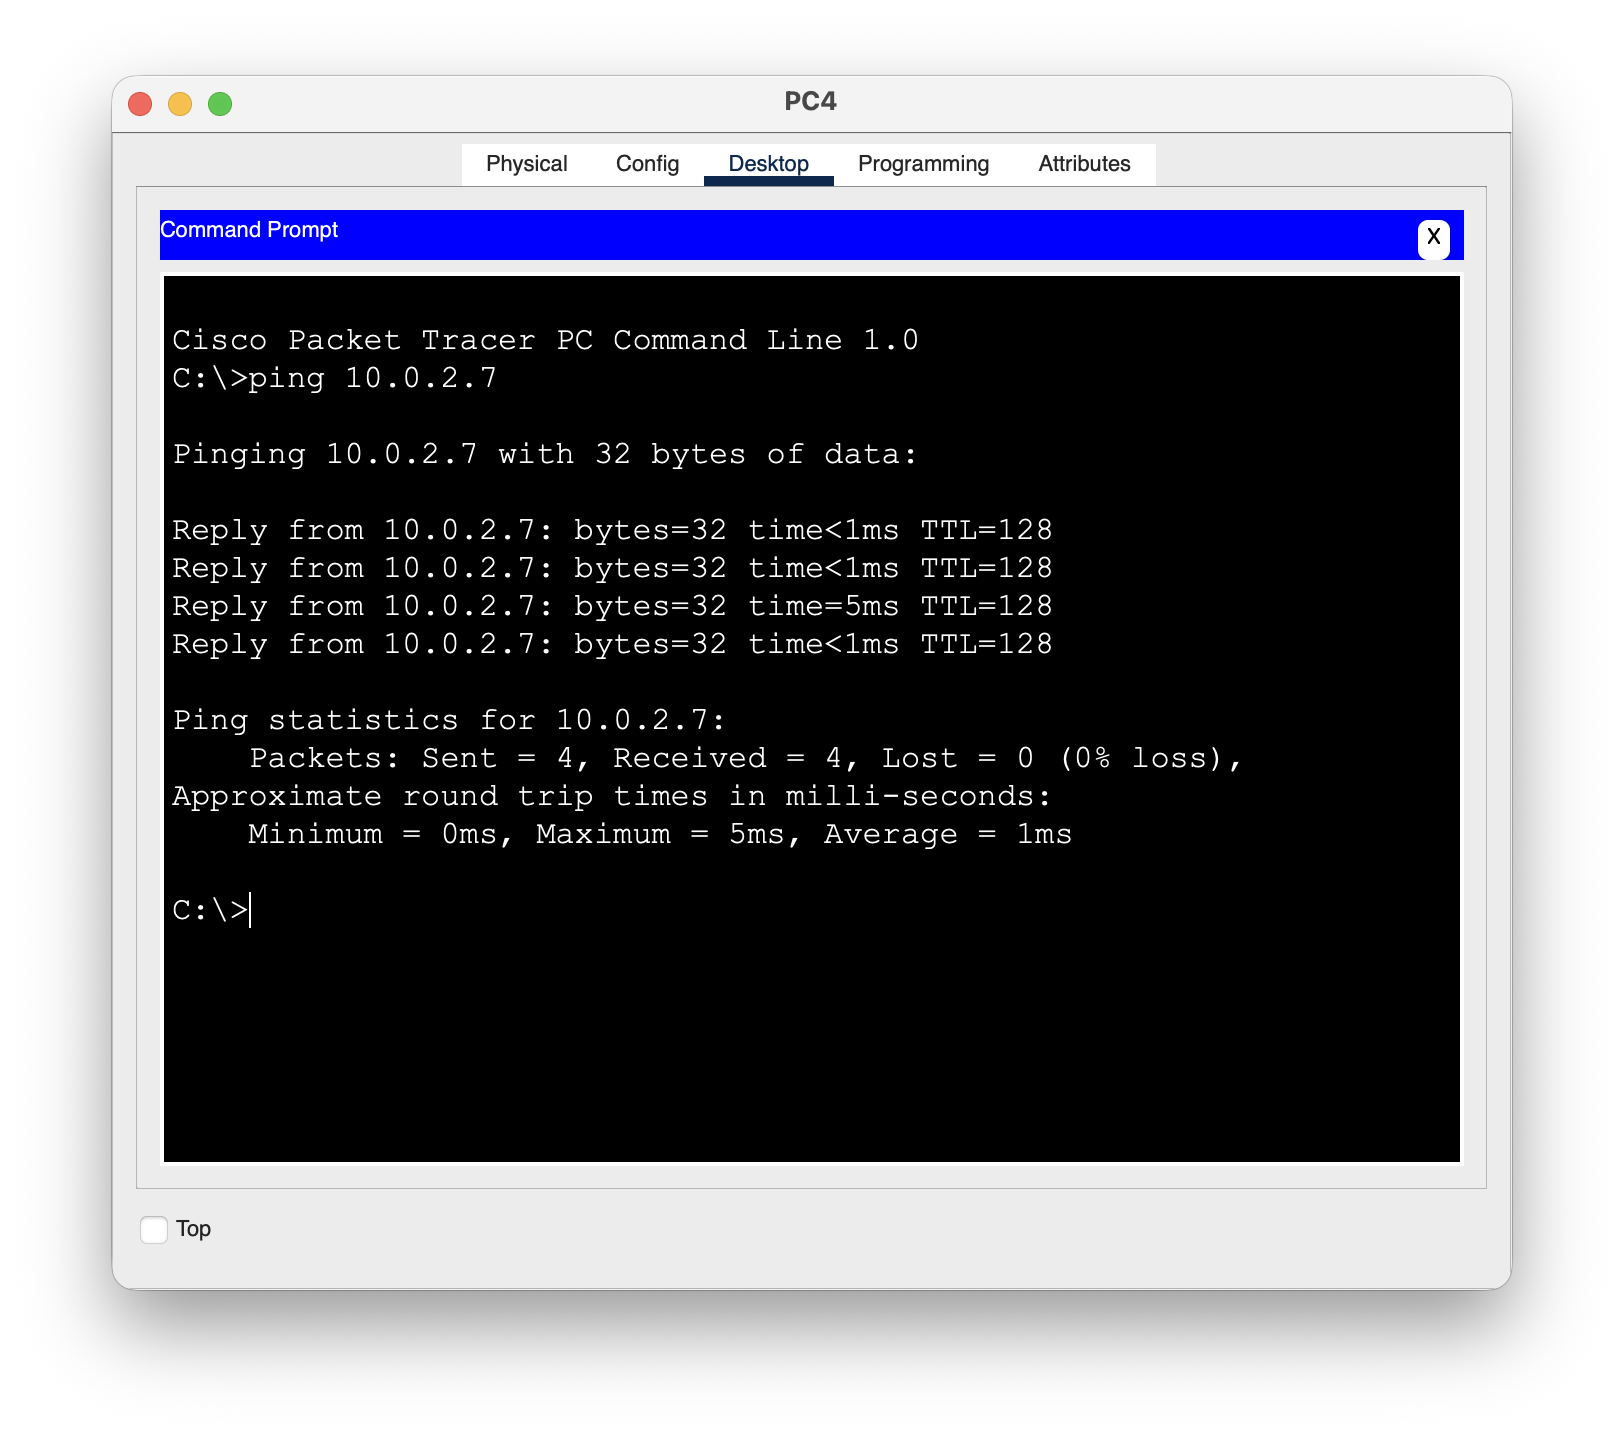 PC4
Physical Config Desktop Programming Attributes
Command Prompt X
Cisco Packet Tracer PC Command Line 1.0
C:\>ping 10.0.2.7
Pinging 10.0.2.7 with 32 bytes of data:
Reply from 10.0.2.7: bytes=32 time<1ms TTL=128
Reply from 10.0.2.7: bytes=32 time<1ms TTL=128
Reply from 10.0.2.7: bytes=32 time=5ms TTL=128
Reply from 10.0.2.7: bytes=32 time<1ms TTL=128
Ping statistics for 10.0.2.7:
    Packets: Sent = 4, Received = 4, Lost = 0 (0% loss),
Approximate round trip times in milli-seconds:
    Minimum = 0ms, Maximum = 5ms, Average = 1ms
C:\>
Top